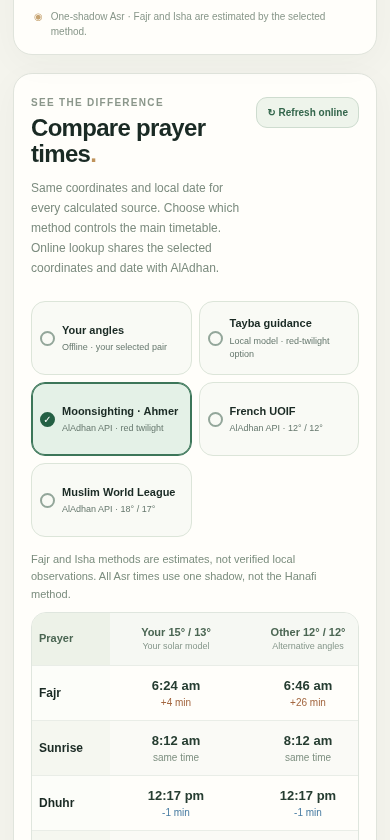 ◉ One-shadow Asr · Fajr and Isha are estimated by the selected
method.
SEE THE DIFFERENCE
Compare prayer
times.
↻ Refresh online
Same coordinates and local date for
every calculated source. Choose which
method controls the main timetable.
Online lookup shares the selected
coordinates and date with AlAdhan.
Your angles
Offline · your selected pair
Tayba guidance
Local model · red-twilight
option
✓ Moonsighting · Ahmer
AlAdhan API · red twilight
French UOIF
AlAdhan API · 12° / 12°
Muslim World League
AlAdhan API · 18° / 17°
Fajr and Isha methods are estimates, not verified local
observations. All Asr times use one shadow, not the Hanafi
method.
Prayer
Your 15° / 13°
Your solar model
Other 12° / 12°
Alternative angles
Fajr
6:24 am
+4 min
6:46 am
+26 min
Sunrise
8:12 am
same time
8:12 am
same time
Dhuhr
12:17 pm
-1 min
12:17 pm
-1 min